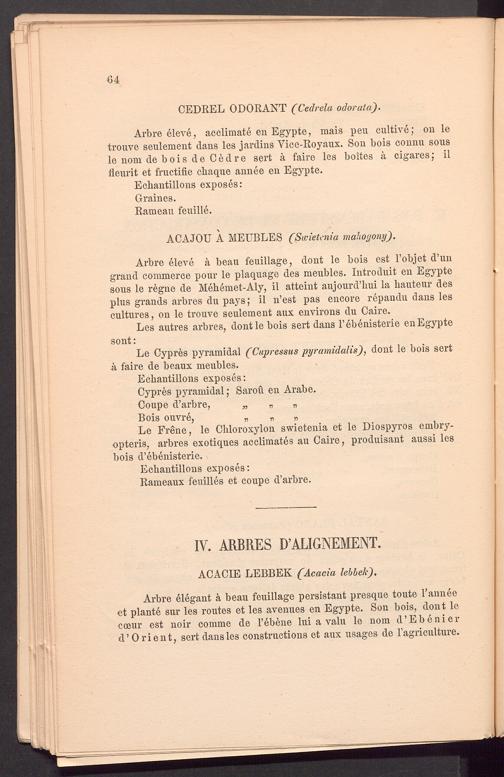 64
CEDREL ODORANT (Cedrela odorata).
Arbre élevé, acclimaté en Egypte, mais peu cultivé; on le
trouve seulement dans les jardins Vice-Royaux. Son bois connu sous
le nom de bois de Cèdre sert à faire les boîtes à cigares; il
fleurit et fructifie chaque année en Egypte.
Echantillons exposés:
Graines.
Rameau feuillé.
ACAJOU À MEUBLES (Swietenia mahogony).
Arbre élevé à beau feuillage, dont le bois est l'objet d'un
grand commerce pour le plaquage des meubles. Introduit en Egypte
sous le règne de Méhémet-Aly, il atteint aujourd'hui la hauteur des
plus grands arbres du pays; il n'est pas encore répandu dans les
cultures, on le trouve seulement aux environs du Caire.
Les autres arbres, dont le bois sert dans l'ébénisterie en Egypte
sont:
Le Cyprès pyramidal (Cupressus pyramidalis), dont le bois sert
à faire de beaux meubles.
Echantillons exposés:
Cyprès pyramidal; Saroû en Arabe.
Coupe d'arbre, „ „ „
Bois ouvré, „ „ „
Le Frêne, le Chloroxylon swietenia et le Diospyros embry-
opteris, arbres exotiques acclimatés au Caire, produisant aussi les
bois d'ébénisterie.
Echantillons exposés:
Rameaux feuillés et coupe d'arbre.
IV. ARBRES D'ALIGNEMENT.
ACACIE LEBBEK (Acacia lebbek).
Arbre élégant à beau feuillage persistant presque toute l'année
et planté sur les routes et les avenues en Egypte. Son bois, dont le
cœur est noir comme de l'ébène lui a valu le nom d'Ebénier
d'Orient, sert dans les constructions et aux usages de l'agriculture.